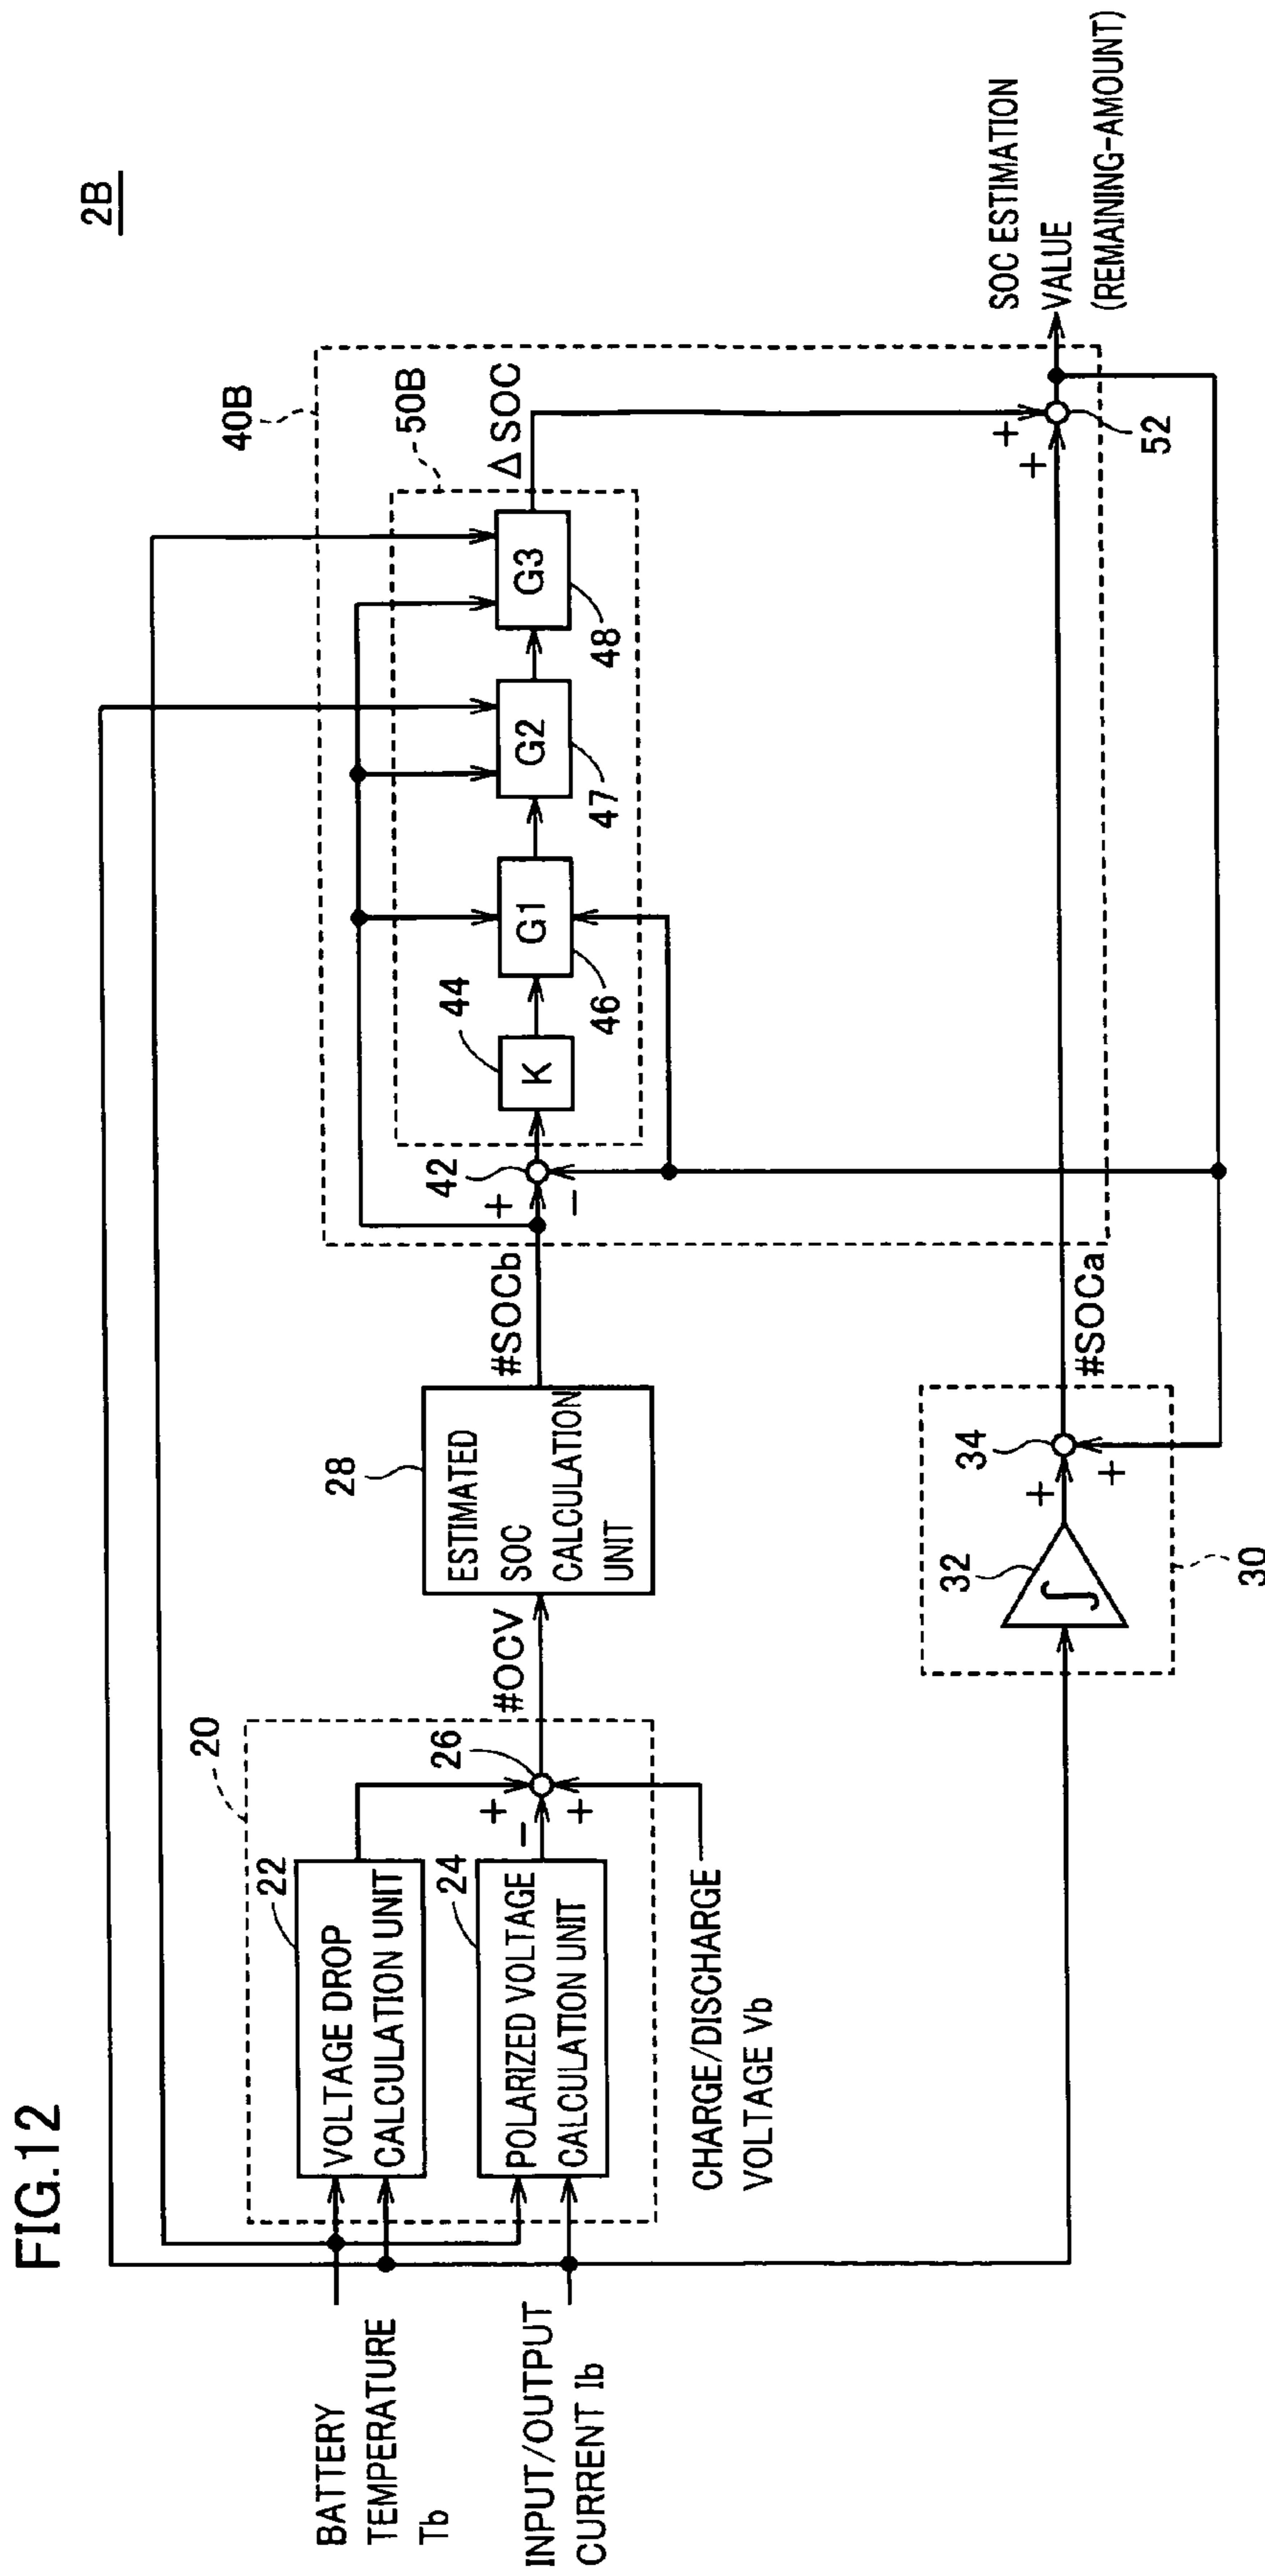 FIG.12
2B
BATTERY
TEMPERATURE
Tb
INPUT/OUTPUT
CURRENT Ib
20
22
VOLTAGE DROP
CALCULATION UNIT
24
POLARIZED VOLTAGE
CALCULATION UNIT
CHARGE/DISCHARGE
VOLTAGE Vb
26
+
-
+
#OCV
28
ESTIMATED
SOC
CALCULATION
UNIT
#SOCb
30
32
∫
34
+
+
#SOCa
40B
42
+
-
44
K
50B
G1
46
G2
47
G3
48
ΔSOC
+
+
52
SOC ESTIMATION
VALUE
(REMAINING-AMOUNT)